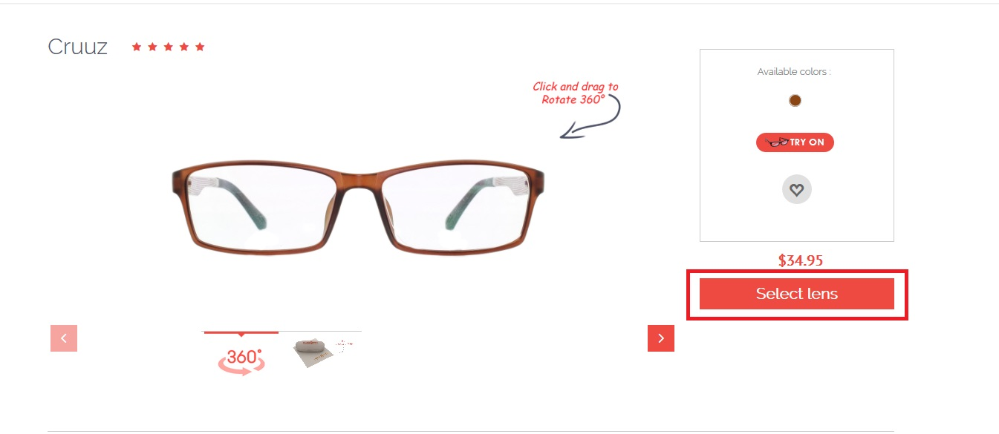 Cruuz
Click and drag to
Rotate 360°
Available colors :
TRY ON
$34.95
Select lens
360°